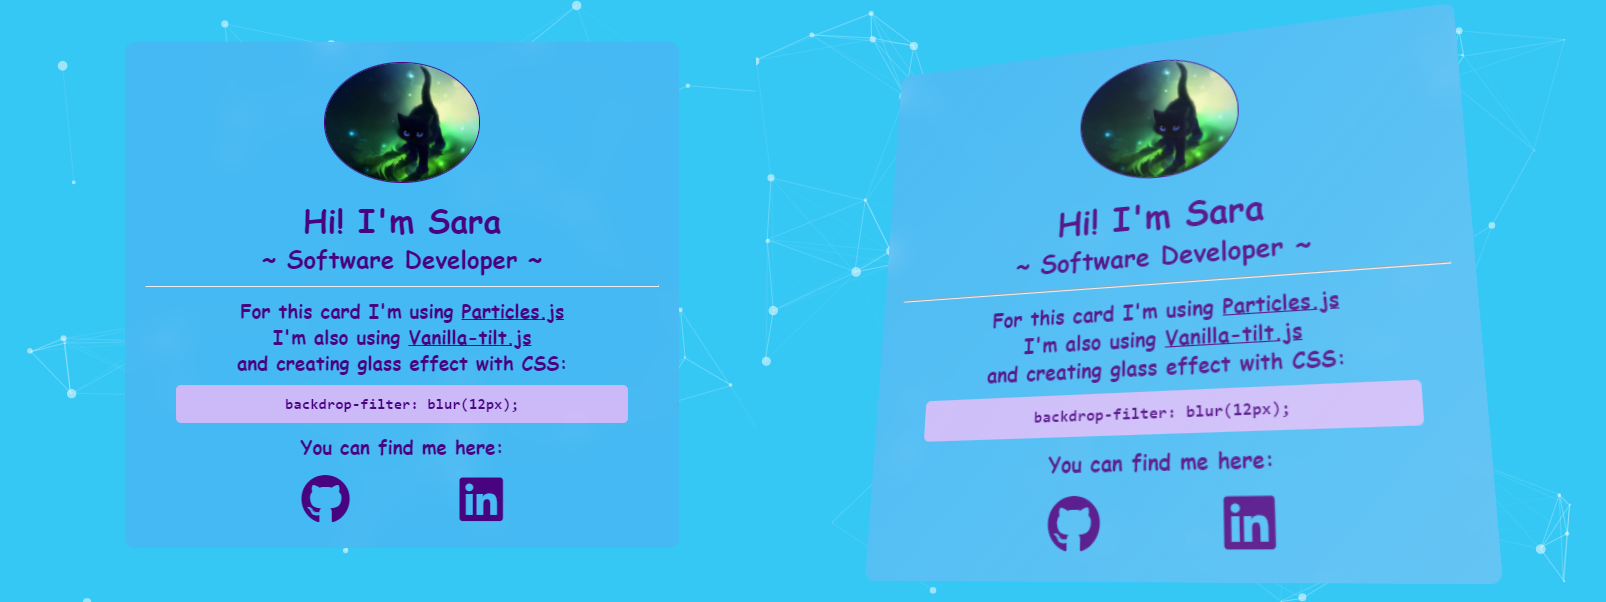 Hi! I'm Sara
~ Software Developer ~
For this card I'm using Particles.js
I'm also using Vanilla-tilt.js
and creating glass effect with CSS:
backdrop-filter: blur(12px);
You can find me here:
in
Hi! I'm Sara
~ Software Developer ~
For this card I'm using Particles.js
I'm also using Vanilla-tilt.js
and creating glass effect with CSS:
backdrop-filter: blur(12px);
You can find me here:
in